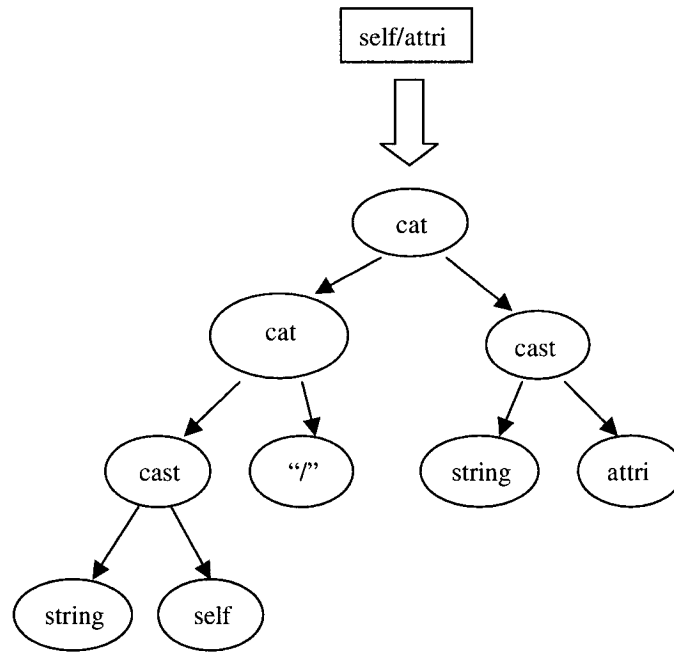 self/attri
cat
cat
cast
cast
“/”
string
attri
string
self